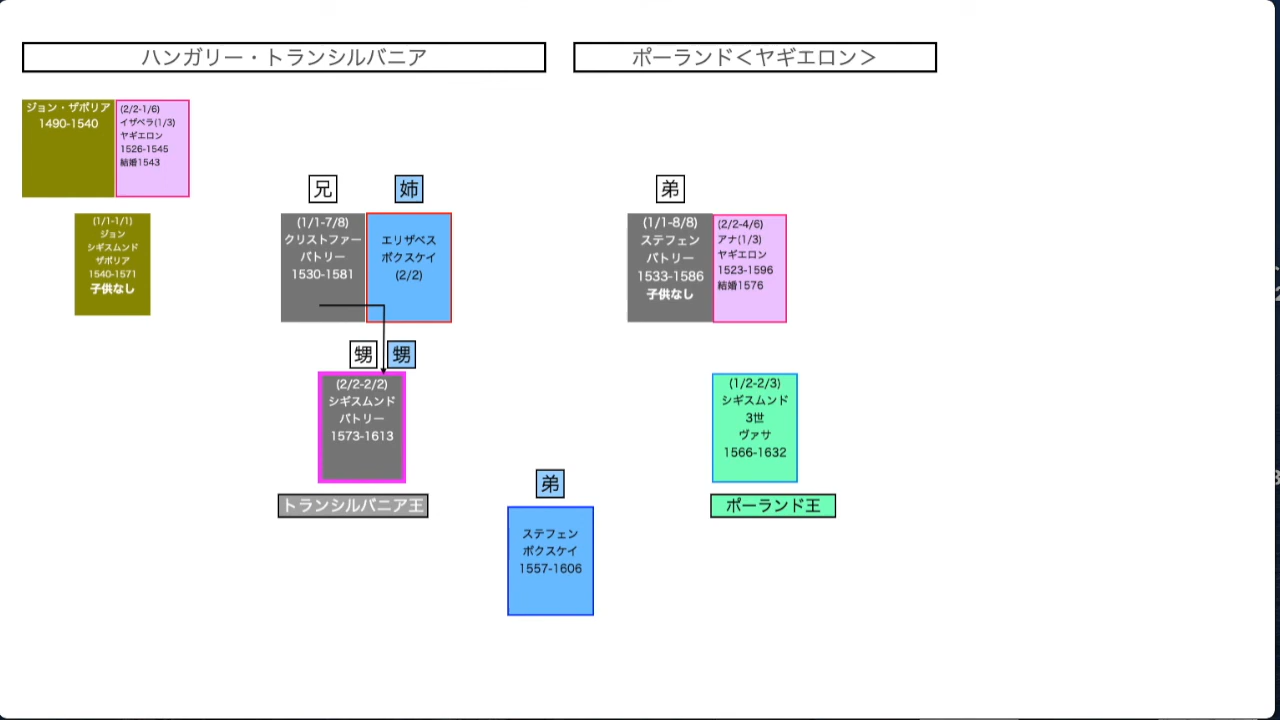 ハンガリー・トランシルバニア
ポーランド＜ヤギエロン＞
ジョン・ザポリア
1490-1540
(2/2-1/6)
イザベラ(1/3)
ヤギエロン
1526-1545
結婚1543
(1/1-1/1)
ジョン
シギスムンド
ザポリア
1540-1571
子供なし
兄
姉
弟
(1/1-7/8)
クリストファー
バトリー
1530-1581
エリザベス
ボクスケイ
(2/2)
(1/1-8/8)
ステフェン
バトリー
1533-1586
子供なし
(2/2-4/6)
アナ(1/3)
ヤギエロン
1523-1596
結婚1576
甥
甥
(2/2-2/2)
シギスムンド
バトリー
1573-1613
トランシルバニア王
(1/2-2/3)
シギスムンド
3世
ヴァサ
1566-1632
ポーランド王
弟
ステフェン
ボクスケイ
1557-1606